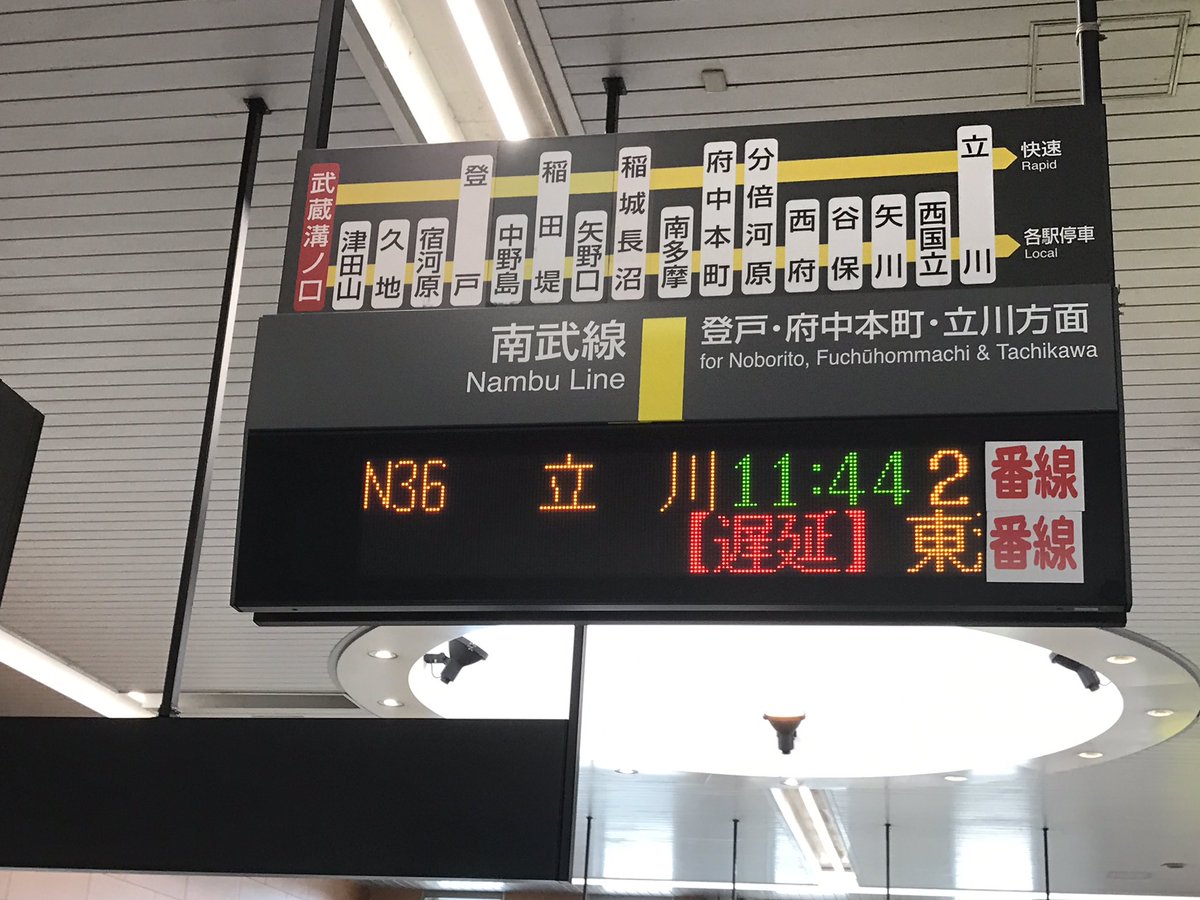 武蔵溝ノ口
津田山
久地
宿河原
登戸
中野島
稲田堤
矢野口
稲城長沼
南多摩
府中本町
分倍河原
西府
谷保
矢川
西国立
立川
快速
Rapid
各駅停車
Local
南武線
Nambu Line
登戸・府中本町・立川方面
for Noborito, Fuchūhommachi & Tachikawa
N36 立 川 11:44 2 番線
【遅延】 東 番線